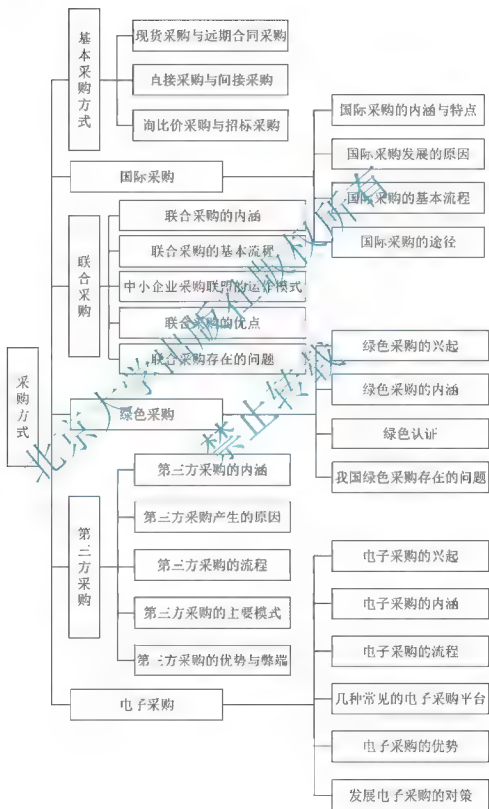 采购方式
基本采购方式
现货采购与远期合同采购
直接采购与间接采购
询比价采购与招标采购
国际采购
国际采购的内涵与特点
国际采购发展的原因
国际采购的基本流程
国际采购的途径
联合采购
联合采购的内涵
联合采购的基本流程
中小企业采购联盟的运作模式
联合采购的优点
联合采购存在的问题
绿色采购
绿色采购的兴起
绿色采购的内涵
绿色认证
我国绿色采购存在的问题
第三方采购
第三方采购的内涵
第三方采购产生的原因
第三方采购的流程
第三方采购的主要模式
第三方采购的优势与弊端
电子采购
电子采购的兴起
电子采购的内涵
电子采购的流程
几种常见的电子采购平台
电子采购的优势
发展电子采购的对策
北京大学出版社版权所有
禁止转载